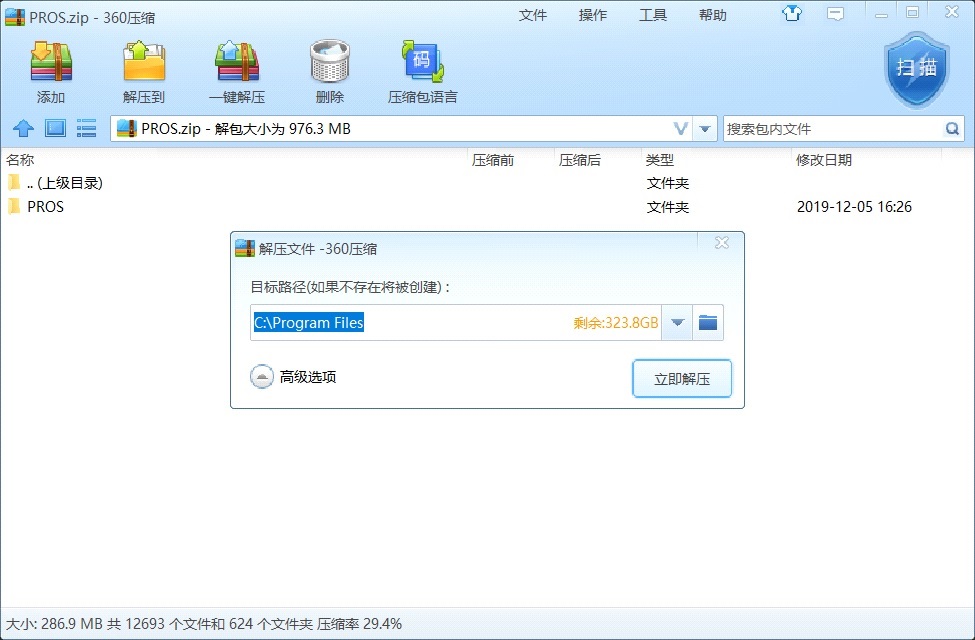 PROS.zip - 360压缩
文件 操作 工具 帮助
添加 解压到 一键解压 删除 压缩包语言
码
扫描
PROS.zip - 解包大小为 976.3 MB
搜索包内文件
名称 压缩前 压缩后 类型 修改日期
.. (上级目录) 文件夹
PROS 文件夹 2019-12-05 16:26
解压文件 -360压缩
目标路径(如果不存在将被创建)：
C:\Program Files 剩余:323.8GB
高级选项 立即解压
大小: 286.9 MB 共 12693 个文件和 624 个文件夹 压缩率 29.4%